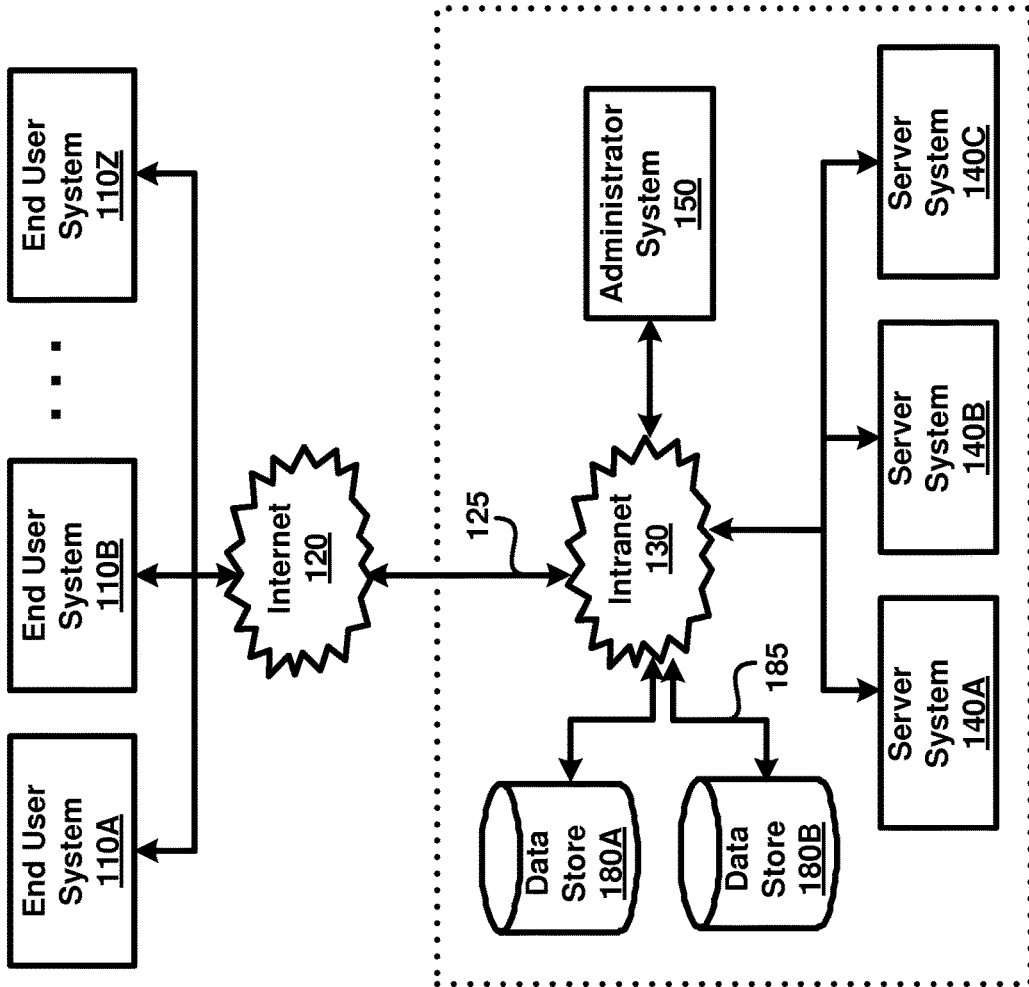 End User
System
110A
End User
System
110B
. . .
End User
System
110Z
Internet
120
125
Intranet
130
Administrator
System
150
Data
Store
180A
Data
Store
180B
185
Server
System
140A
Server
System
140B
Server
System
140C